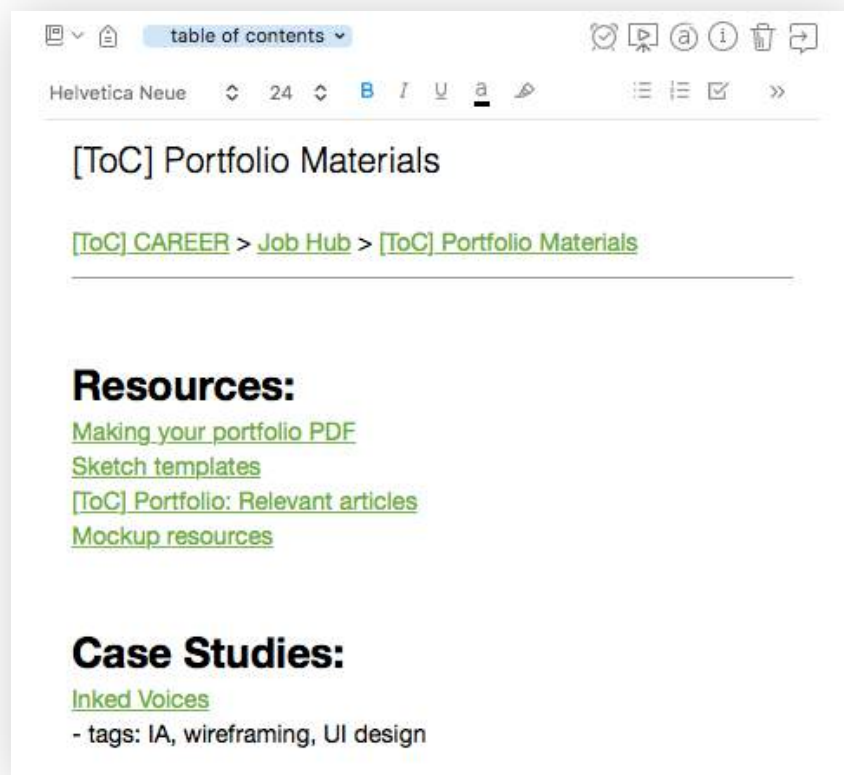 table of contents
Helvetica Neue 24 B I U a
[ToC] Portfolio Materials
[ToC] CAREER > Job Hub > [ToC] Portfolio Materials
Resources:
Making your portfolio PDF
Sketch templates
[ToC] Portfolio: Relevant articles
Mockup resources
Case Studies:
Inked Voices
- tags: IA, wireframing, UI design